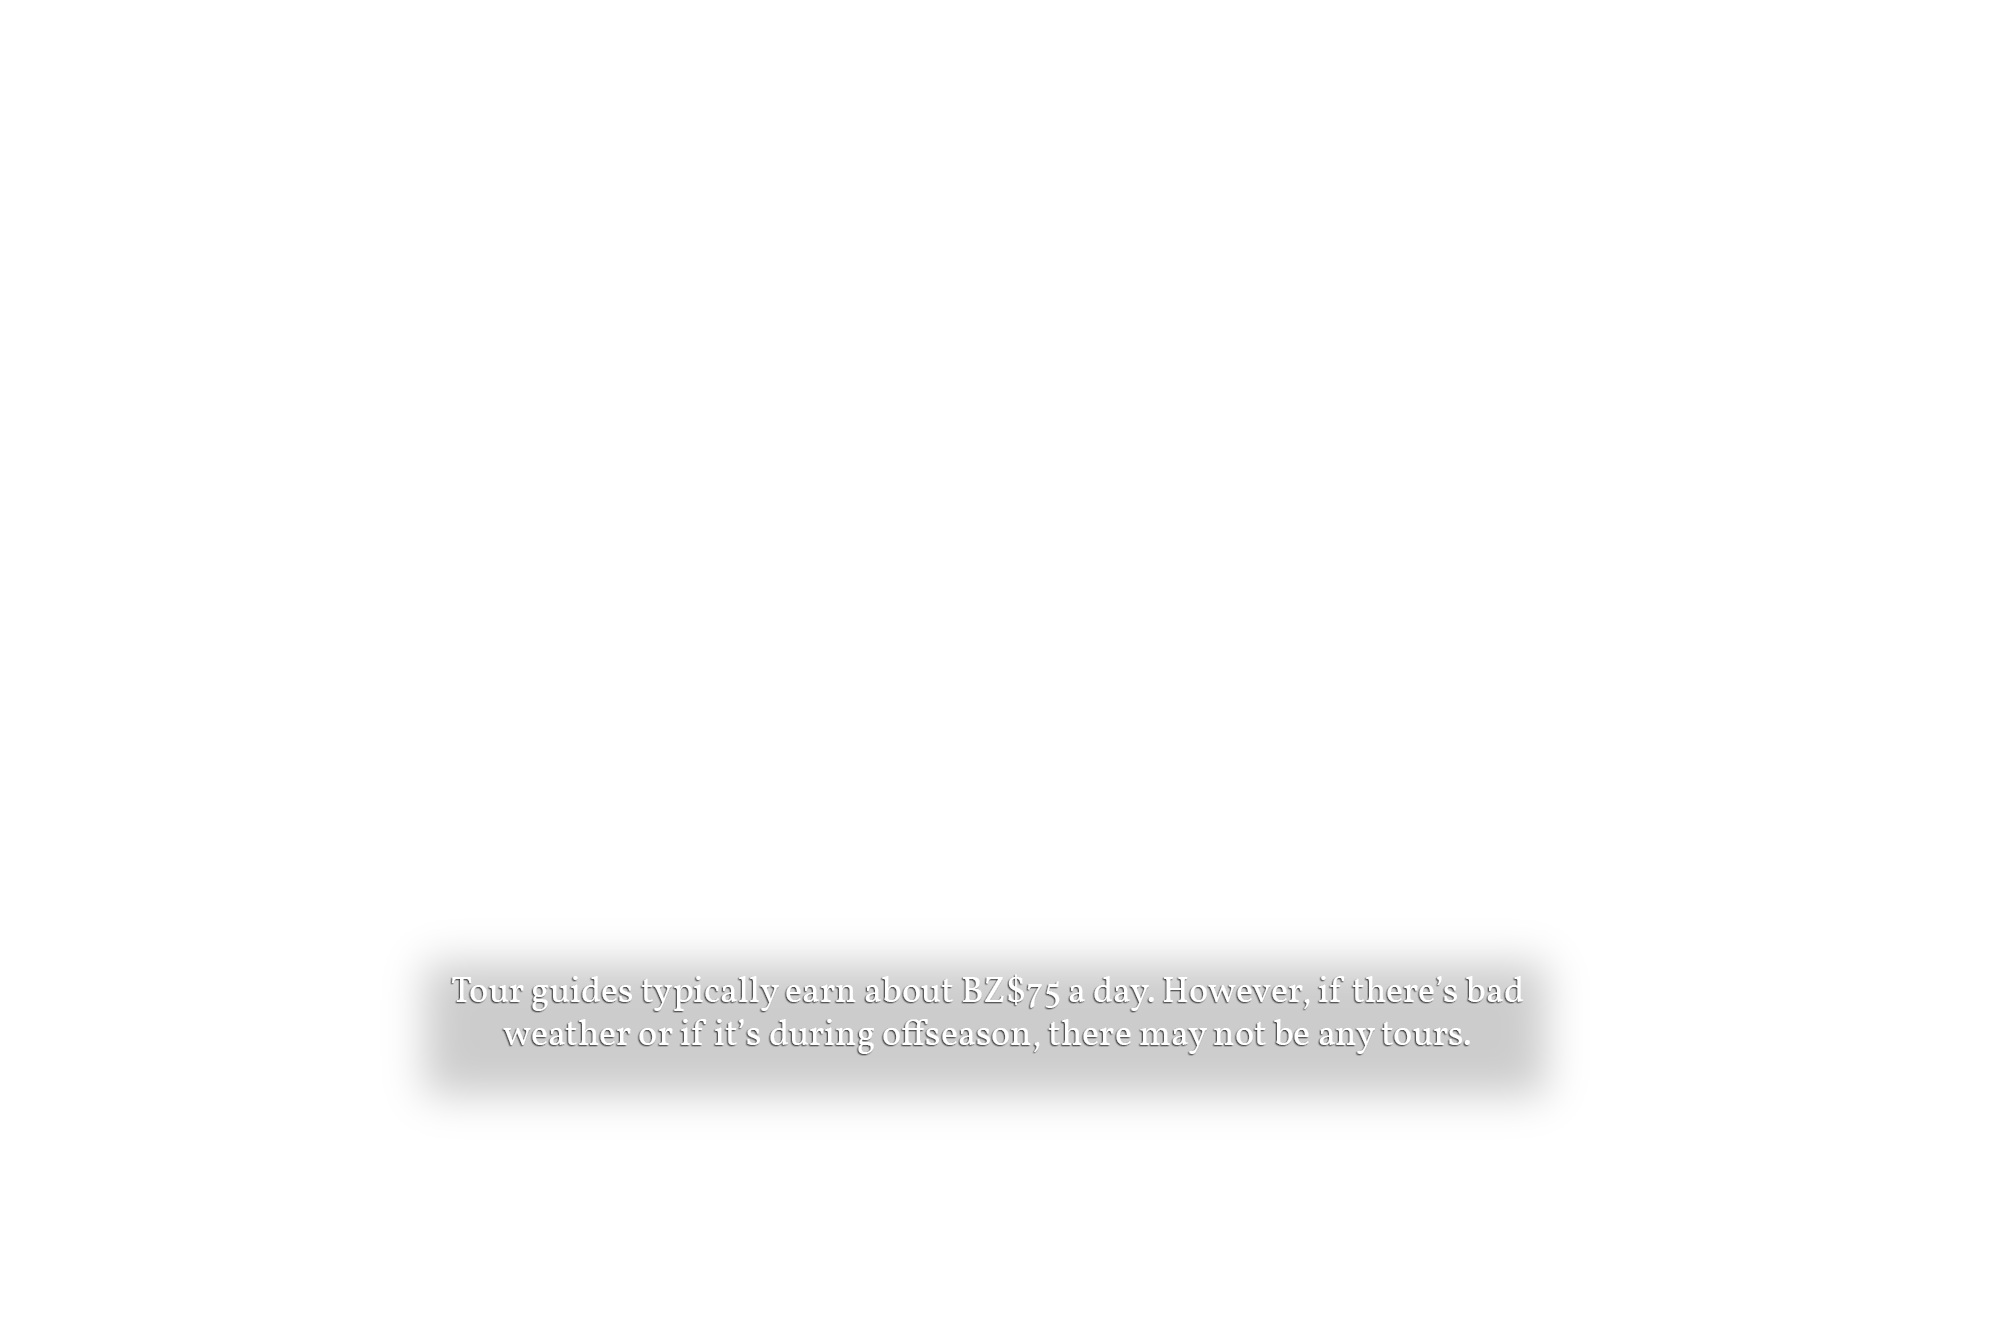 Tour guides typically earn about BZ$75 a day. However, if there’s bad
weather or if it’s during offseason, there may not be any tours.